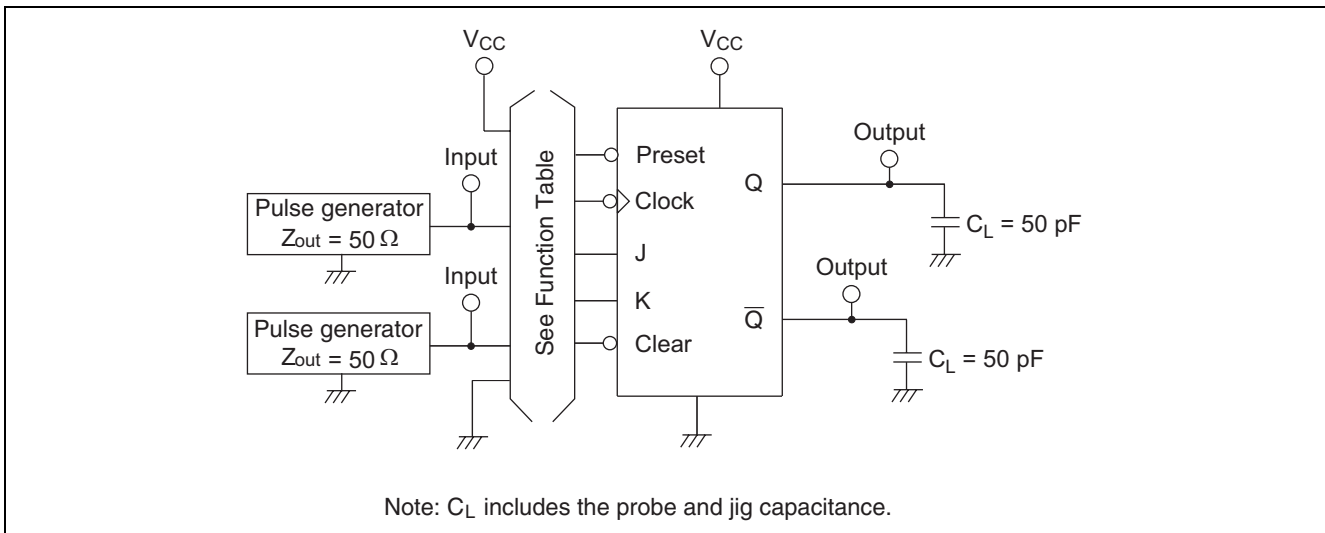 VCC
VCC
Output
Input
Preset
Q
Clock
Pulse generator
Zout = 50 Ω
See Function Table
CL = 50 pF
J
Output
Input
K
Pulse generator
Zout = 50 Ω
Q̅
Clear
CL = 50 pF
Note: CL includes the probe and jig capacitance.